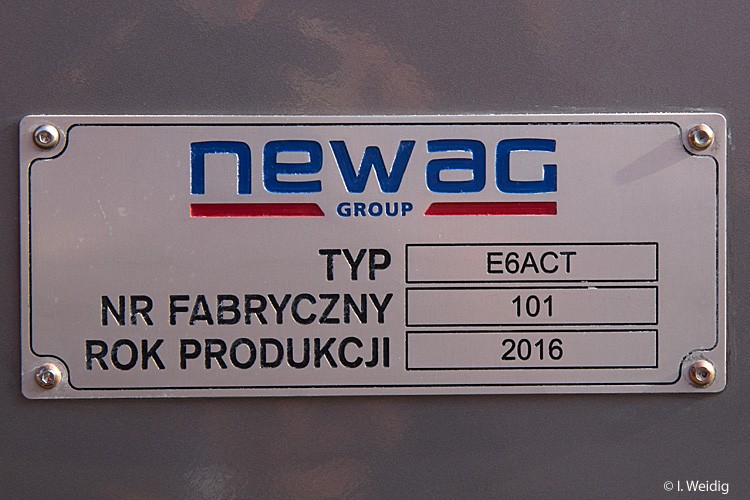 newag
GROUP
TYP E6ACT
NR FABRYCZNY 101
ROK PRODUKCJI 2016
© I. Weidig